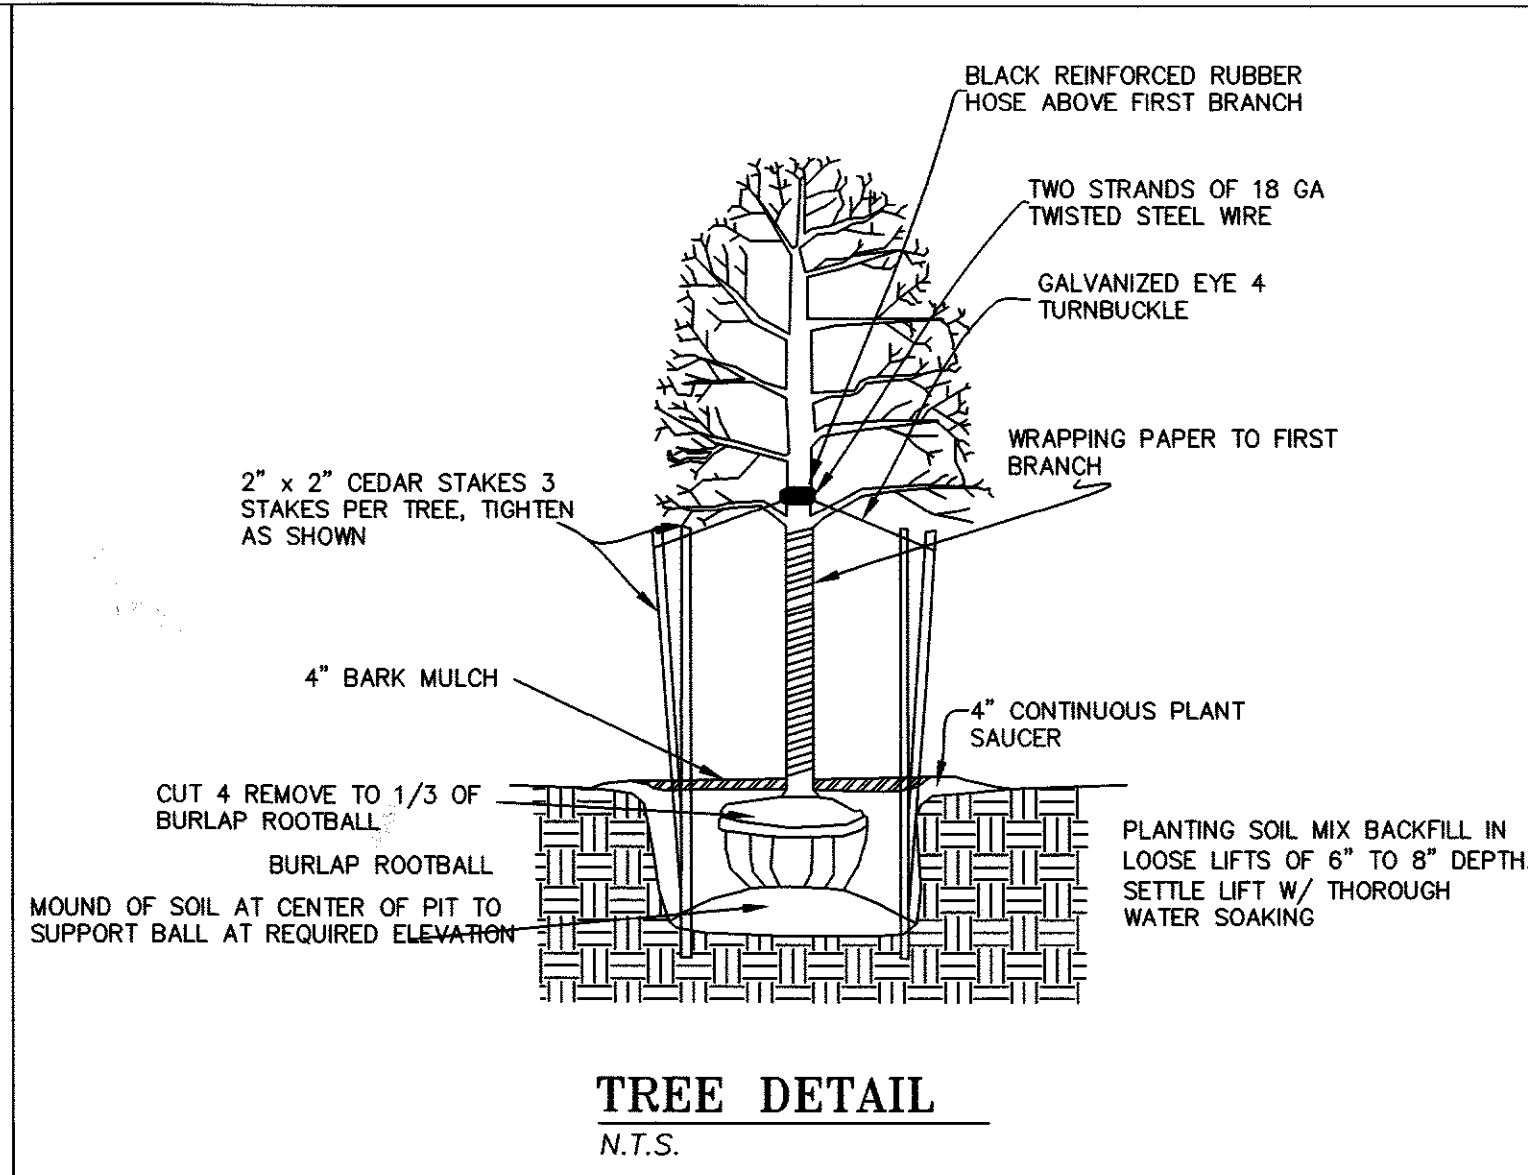 BLACK REINFORCED RUBBER
HOSE ABOVE FIRST BRANCH
TWO STRANDS OF 18 GA
TWISTED STEEL WIRE
GALVANIZED EYE 4
TURNBUCKLE
WRAPPING PAPER TO FIRST
BRANCH
2" x 2" CEDAR STAKES 3
STAKES PER TREE, TIGHTEN
AS SHOWN
4" BARK MULCH
4" CONTINUOUS PLANT
SAUCER
CUT 4 REMOVE TO 1/3 OF
BURLAP ROOTBALL
BURLAP ROOTBALL
MOUND OF SOIL AT CENTER OF PIT TO
SUPPORT BALL AT REQUIRED ELEVATION
PLANTING SOIL MIX BACKFILL IN
LOOSE LIFTS OF 6" TO 8" DEPTH.
SETTLE LIFT W/ THOROUGH
WATER SOAKING
TREE DETAIL
N.T.S.